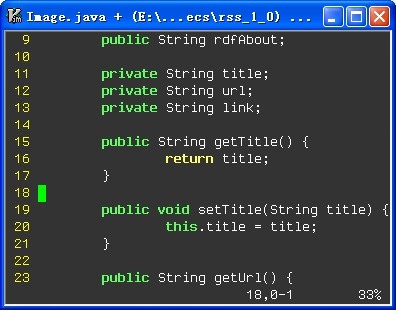 Image.java + (E:\...ecs\rss_1_0) ...
9 public String rdfAbout;
10
11 private String title;
12 private String url;
13 private String link;
14
15 public String getTitle() {
16 return title;
17 }
18
19 public void setTitle(String title) {
20 this.title = title;
21 }
22
23 public String getUrl() {
18,0-1 33%